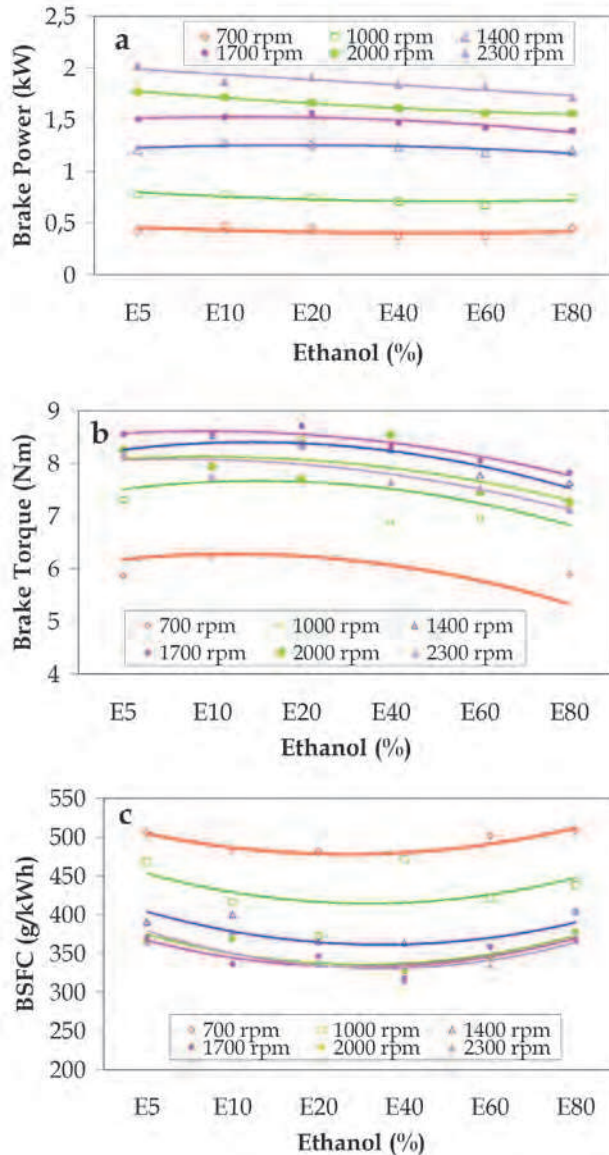 a
700 rpm 1000 rpm 1400 rpm
1700 rpm 2000 rpm 2300 rpm
Brake Power (kW)
2,5
2
1,5
1
0,5
0
E5 E10 E20 E40 E60 E80
Ethanol (%)
b
Brake Torque (Nm)
9
8
7
6
5
4
700 rpm 1000 rpm 1400 rpm
1700 rpm 2000 rpm 2300 rpm
E5 E10 E20 E40 E60 E80
Ethanol (%)
c
BSFC (g/kWh)
550
500
450
400
350
300
250
200
700 rpm 1000 rpm 1400 rpm
1700 rpm 2000 rpm 2300 rpm
E5 E10 E20 E40 E60 E80
Ethanol (%)